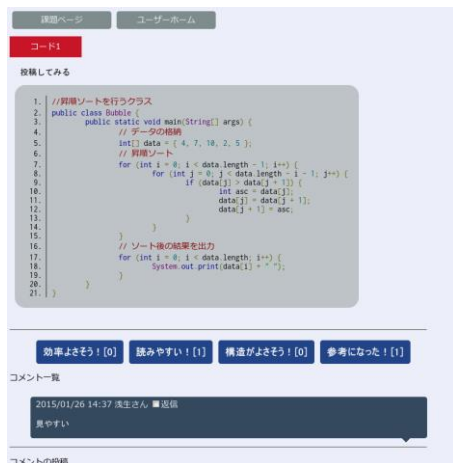 課題ページ ユーザーホーム
コード1
投稿してみる
1. //昇順ソートを行うクラス
2. public class Bubble {
3. public static void main(String[] args) {
4. // データの格納
5. int[] data = { 4, 7, 10, 2, 5 };
6. // 昇順ソート
7. for (int i = 0; i < data.length - 1; i++) {
8. for (int j = 0; j < data.length - i - 1; j++) {
9. if (data[j] > data[j + 1]) {
10. int asc = data[j];
11. data[j] = data[j + 1];
12. data[j + 1] = asc;
13. }
14. }
15. }
16. // ソート後の結果を出力
17. for (int i = 0; i < data.length; i++) {
18. System.out.print(data[i] + " ");
19. }
20. }
21. }
効率よさそう！[0] 読みやすい！[1] 構造がよさそう！[0] 参考になった！[1]
コメント一覧
2015/01/26 14:37 浅生さん ■返信
見やすい
コメントの投稿